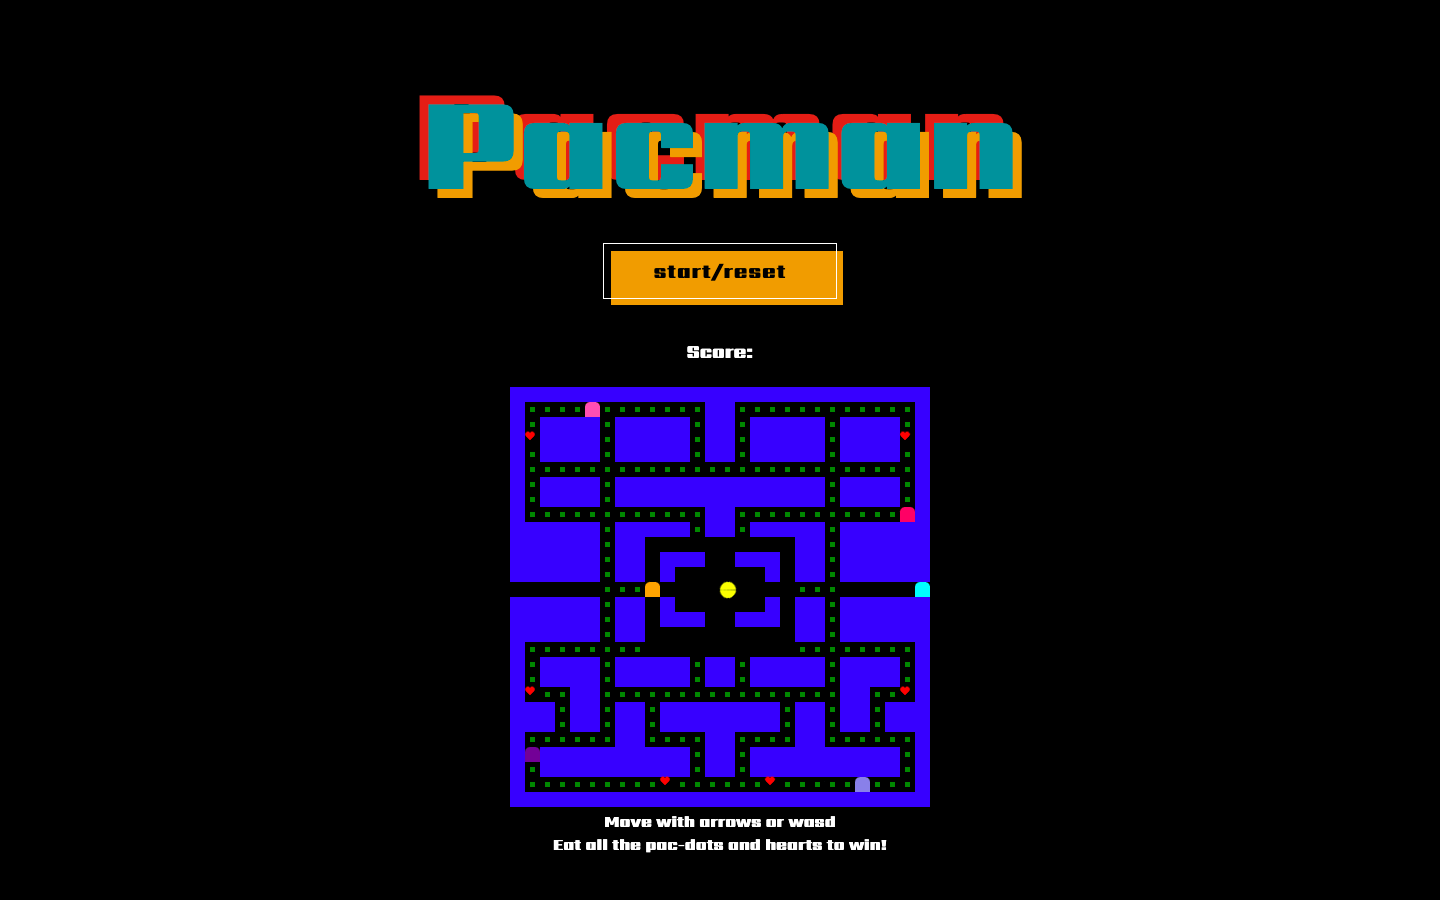 Pacman
start/reset
Score:
Move with arrows or wasd
Eat all the pac-dots and hearts to win!